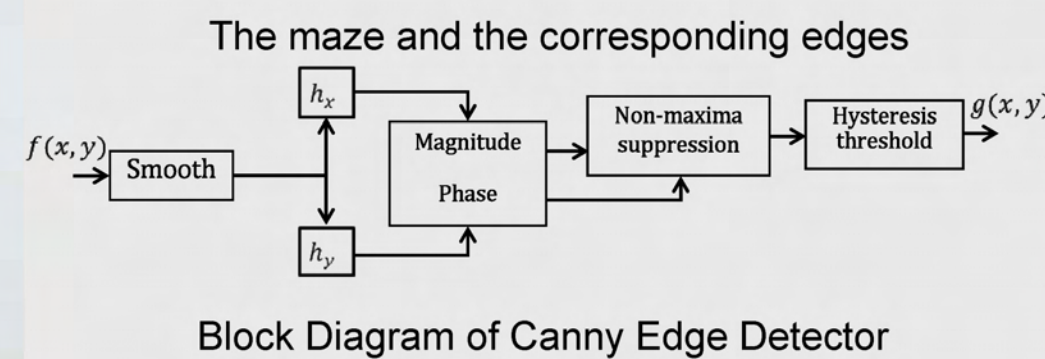 The maze and the corresponding edges
f(x,y)
Smooth
hₓ
h_y
Magnitude
Phase
Non-maxima
suppression
Hysteresis
threshold
g(x,y)
Block Diagram of Canny Edge Detector